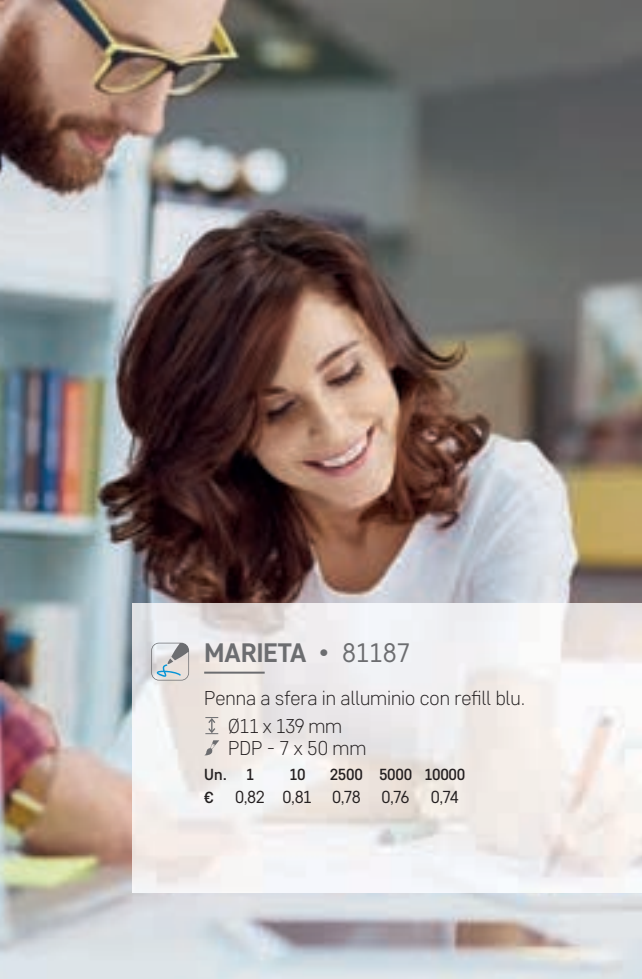 MARIETA • 81187
Penna a sfera in alluminio con refill blu.
Ø11 x 139 mm
PDP - 7 x 50 mm
Un. 1 10 2500 5000 10000
€ 0,82 0,81 0,78 0,76 0,74